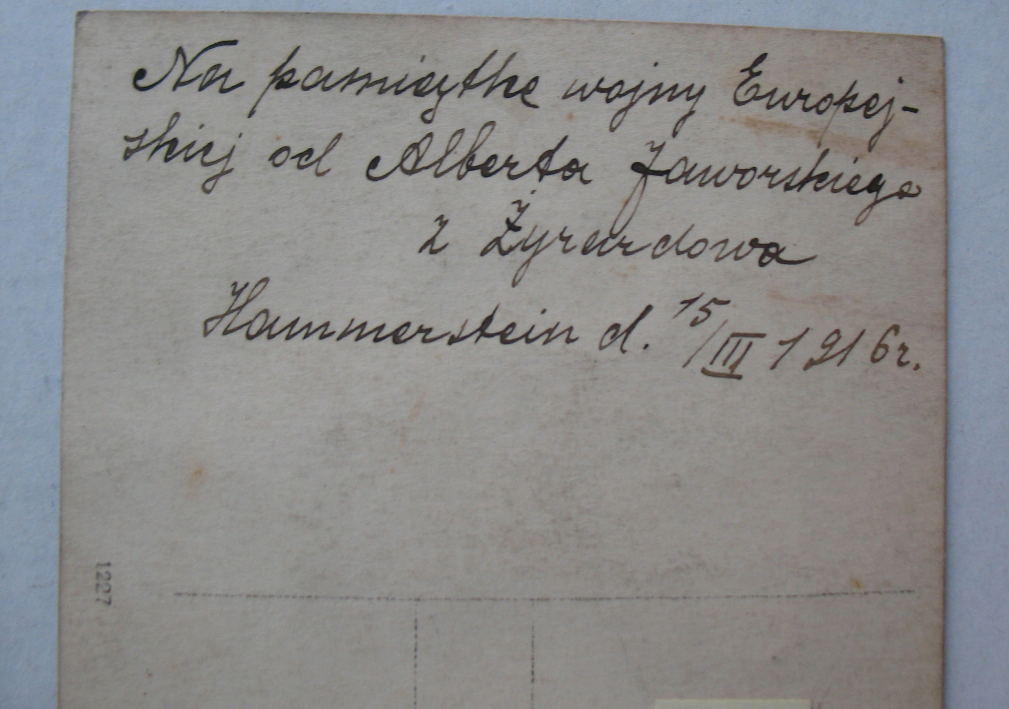 Na pamiątkę wojny Europej-
skiej od Alberta Jaworskiego
z Żyrardowa
Hammerstein d. 15/III 1916r.
1227